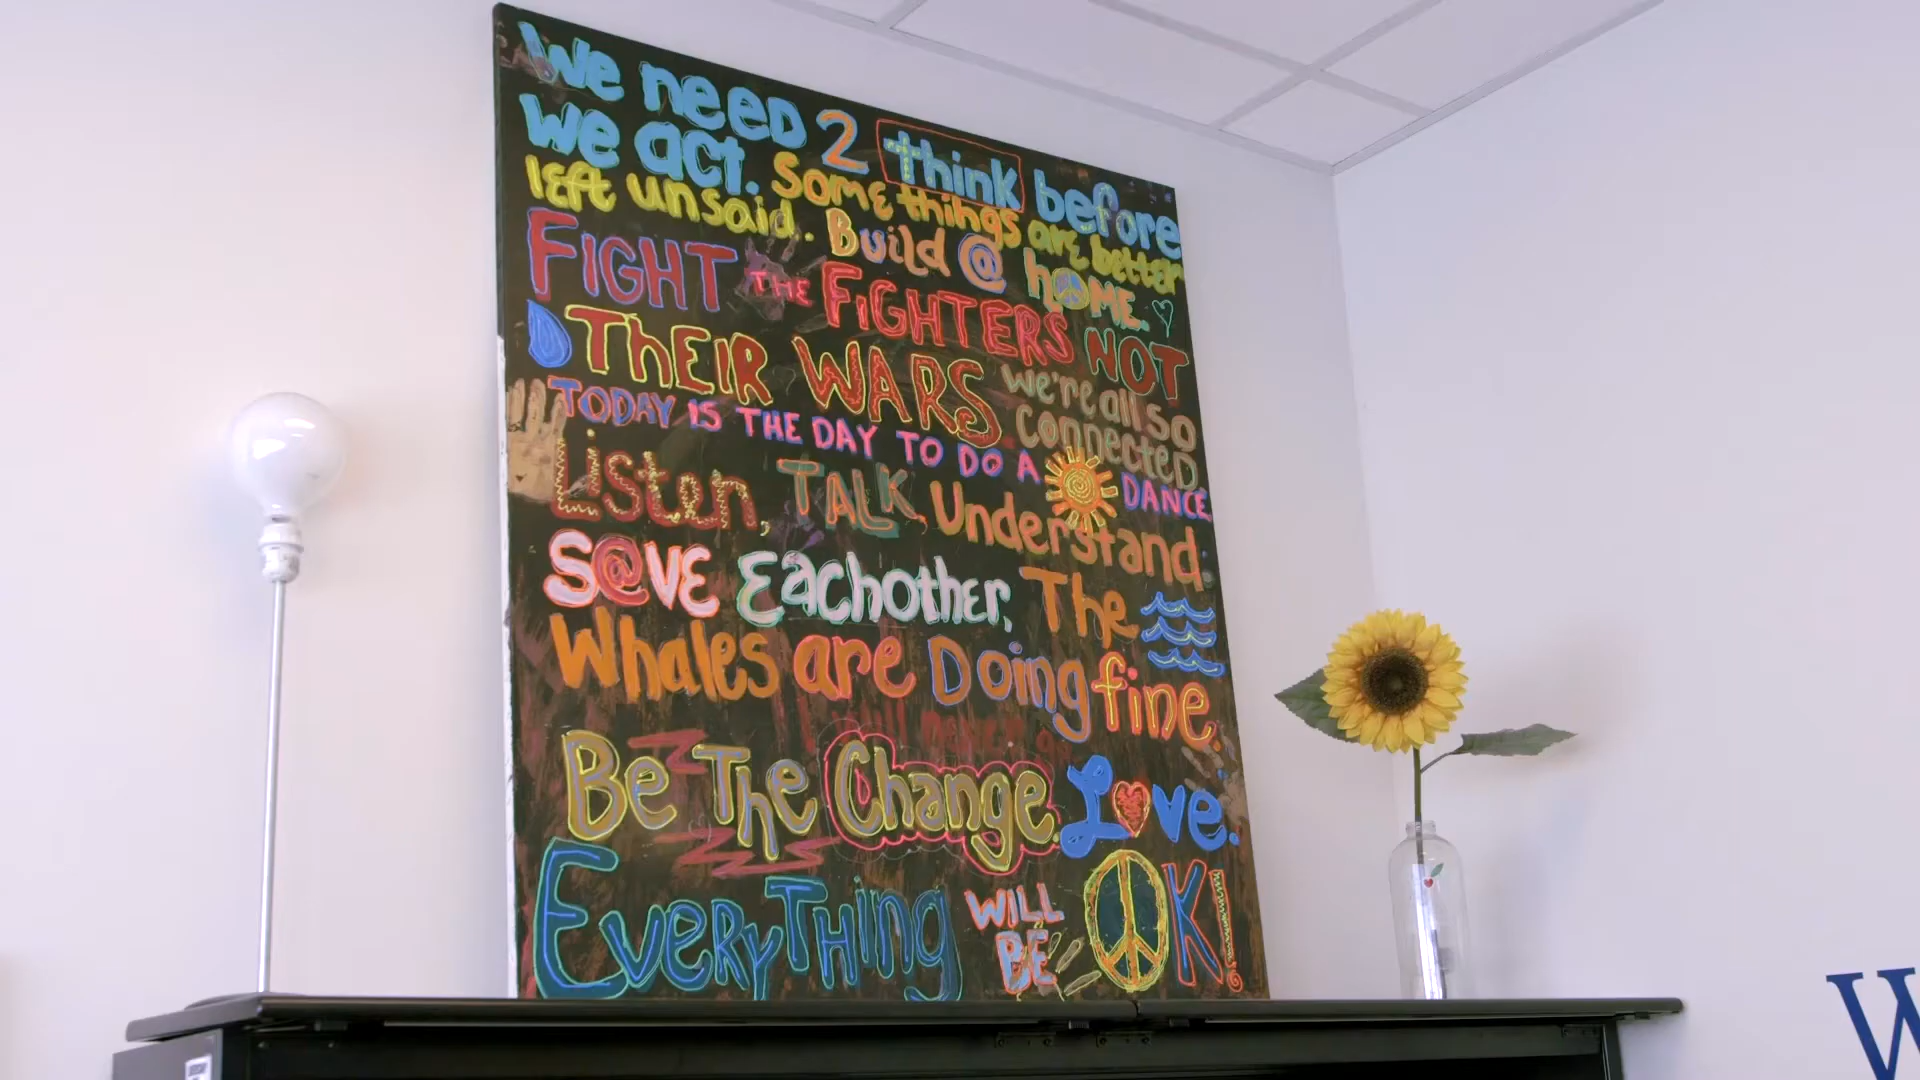 We need 2 think before
we act. Some things are better
left unsaid. Build @ hOME.
FIGHT THE FIGHTERS NOT
ThEIR WARS we're all so
connecteD
TODAY IS THE DAY TO DO A DANCE
Listen, TALK, Understand.
S@VE Eachother, The
Whales are Doing fine.
Be The Change. Love.
EVERYTHing WILL
BE OK!
W